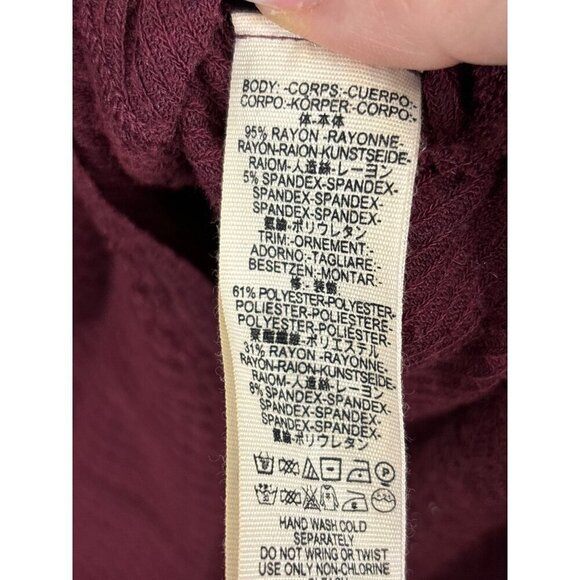 BODY:-CORPS:-CUERPO:-
CORPO:-KÖRPER-CORPO:-
体-本体
95% RAYON -RAYONNE-
RAYON-RAION-KUNSTSEIDE-
RAIOM-人造絲-レーヨン
5% SPANDEX-SPANDEX-
SPANDEX-SPANDEX-
SPANDEX-SPANDEX-
氨綸-ポリウレタン
TRIM:-ORNEMENT:-
ADORNO:-TAGLIARE:-
BESETZEN:-MONTAR:-
61% POLYESTER-POLYESTER-
POLIESTER-POLIESTERE-
POLYESTER-POLIESTER-
聚酯纖維-ポリエステル
31% RAYON -RAYONNE-
RAYON-RAION-KUNSTSEIDE-
RAIOM-人造絲-レーヨン
8% SPANDEX-SPANDEX-
SPANDEX-SPANDEX-
SPANDEX-SPANDEX-
氨綸-ポリウレタン
HAND WASH COLD
SEPARATELY
DO NOT WRING OR TWIST
USE ONLY NON-CHLORINE